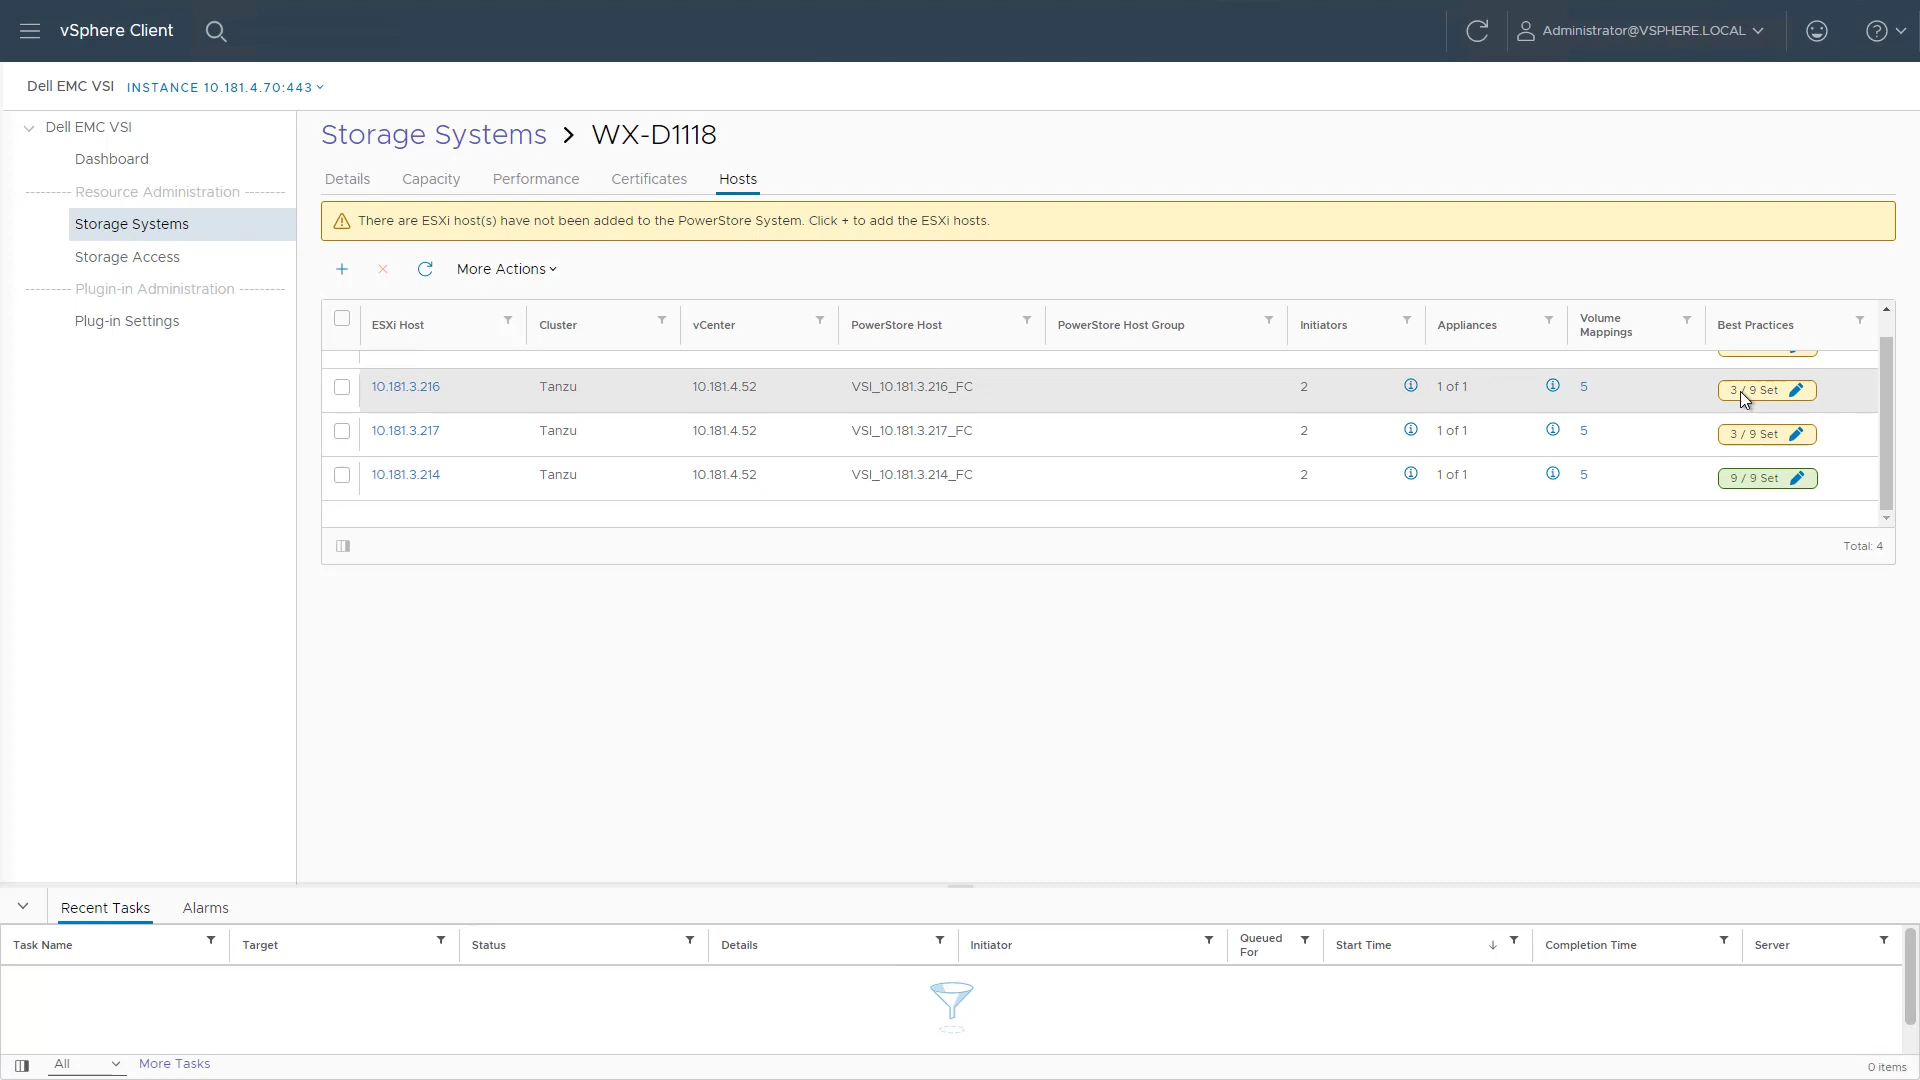 vSphere Client
Administrator@VSPHERE.LOCAL
Dell EMC VSI INSTANCE 10.181.4.70:443
Dell EMC VSI
Dashboard
Resource Administration
Storage Systems
Storage Access
Plugin-in Administration
Plug-in Settings
Storage Systems > WX-D1118
Details Capacity Performance Certificates Hosts
There are ESXi host(s) have not been added to the PowerStore System. Click + to add the ESXi hosts.
More Actions
ESXi Host Cluster vCenter PowerStore Host PowerStore Host Group Initiators Appliances Volume Mappings Best Practices
10.181.3.216 Tanzu 10.181.4.52 VSI_10.181.3.216_FC 2 1 of 1 5 3 / 9 Set
10.181.3.217 Tanzu 10.181.4.52 VSI_10.181.3.217_FC 2 1 of 1 5 3 / 9 Set
10.181.3.214 Tanzu 10.181.4.52 VSI_10.181.3.214_FC 2 1 of 1 5 9 / 9 Set
Total: 4
Recent Tasks Alarms
Task Name Target Status Details Initiator Queued For Start Time Completion Time Server
All More Tasks
0 items